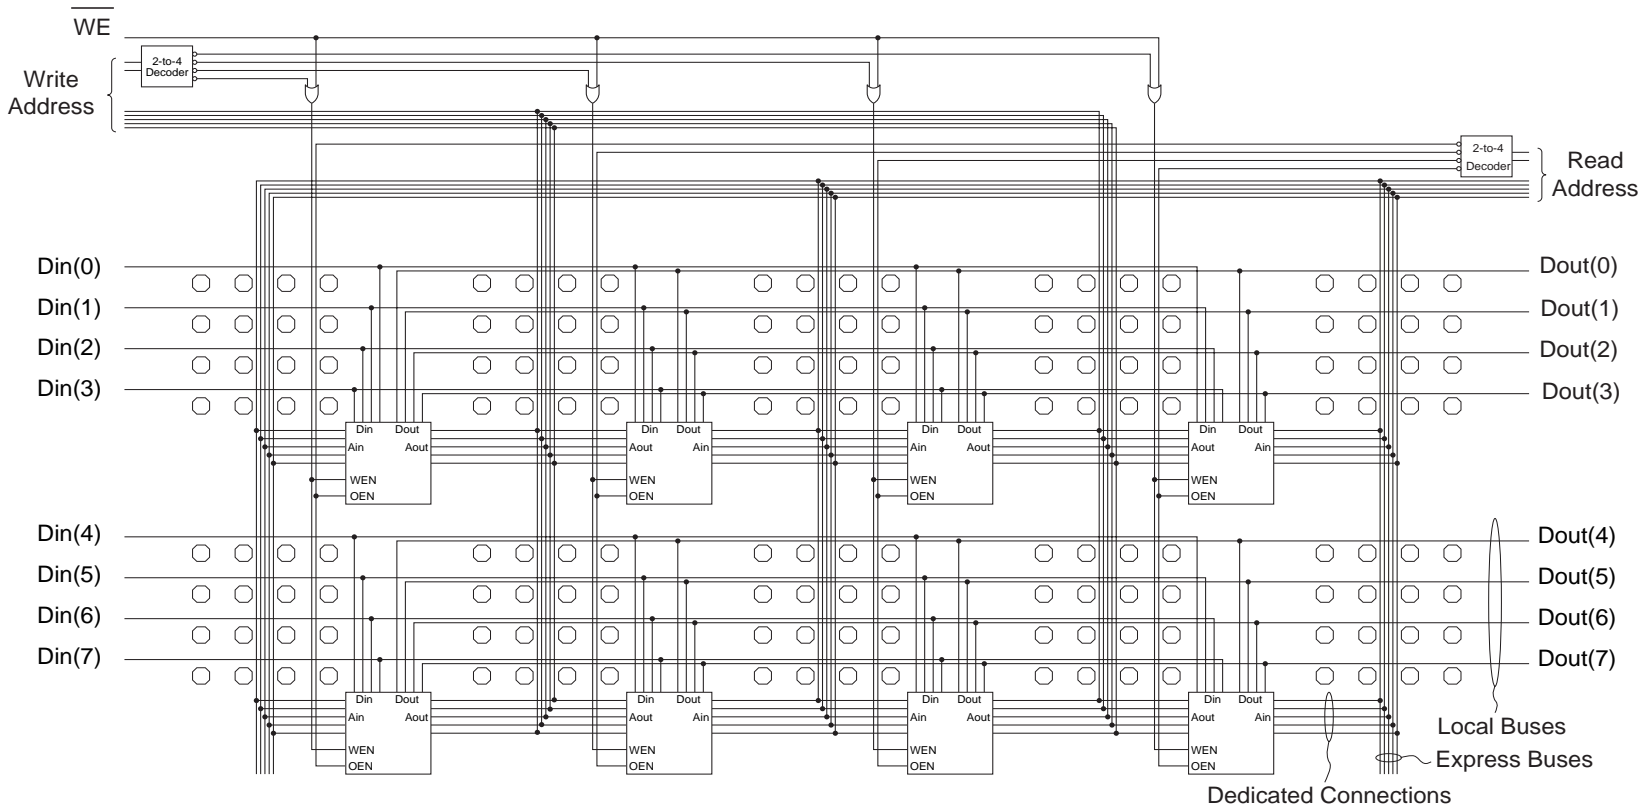 WE
2-to-4
Decoder
Write
Address
2-to-4
Decoder
Read
Address
Din(0)
Dout(0)
Din(1)
Dout(1)
Din(2)
Dout(2)
Din(3)
Dout(3)
Din Dout Din Dout Din Dout Din Dout
Ain Aout Aout Ain Ain Aout Aout Ain
WEN WEN WEN WEN
OEN OEN OEN OEN
Din(4)
Dout(4)
Din(5)
Dout(5)
Din(6)
Dout(6)
Din(7)
Dout(7)
Din Dout Din Dout Din Dout Din Dout
Ain Aout Aout Ain Ain Aout Aout Ain
WEN WEN WEN WEN
OEN OEN OEN OEN
Local Buses
Express Buses
Dedicated Connections